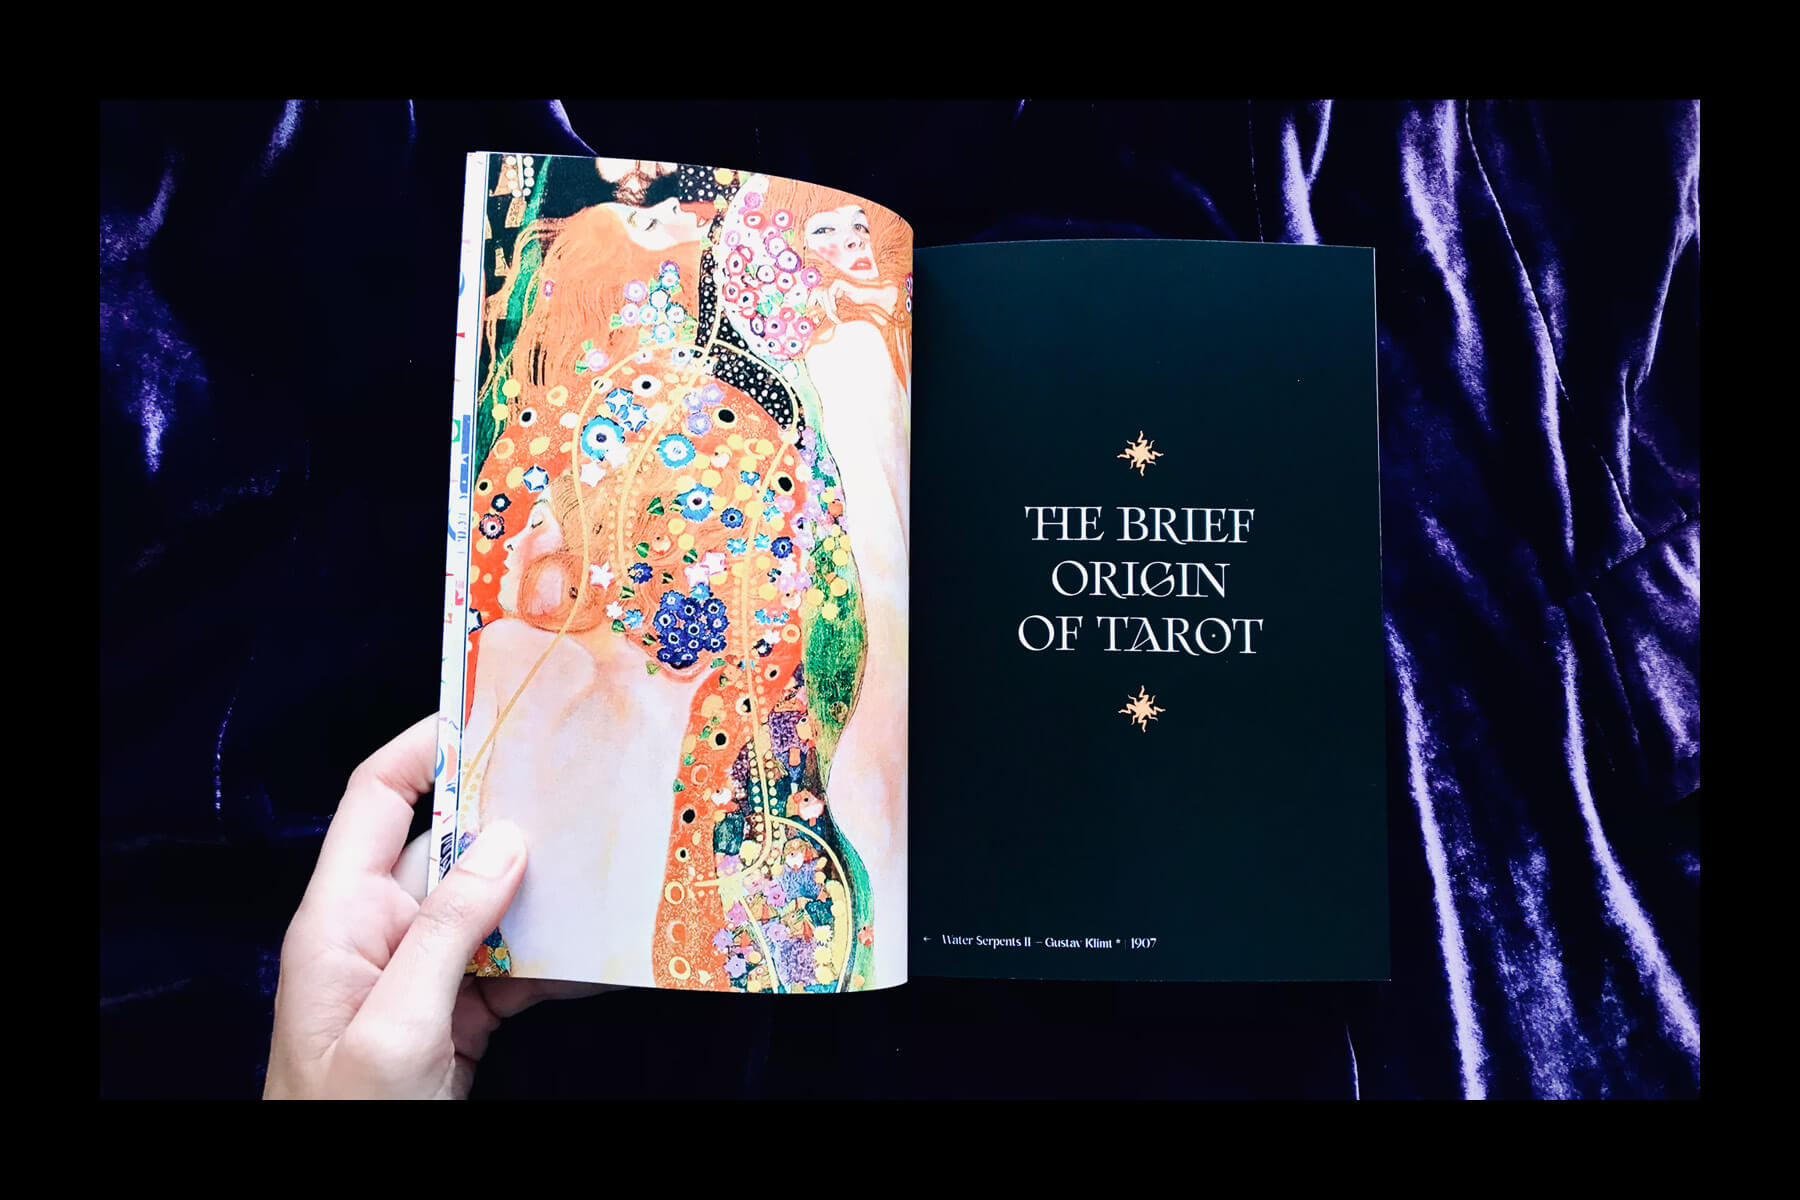 THE BRIEF
ORIGIN
OF TAROT
← Water Serpents II – Gustav Klimt * | 1907